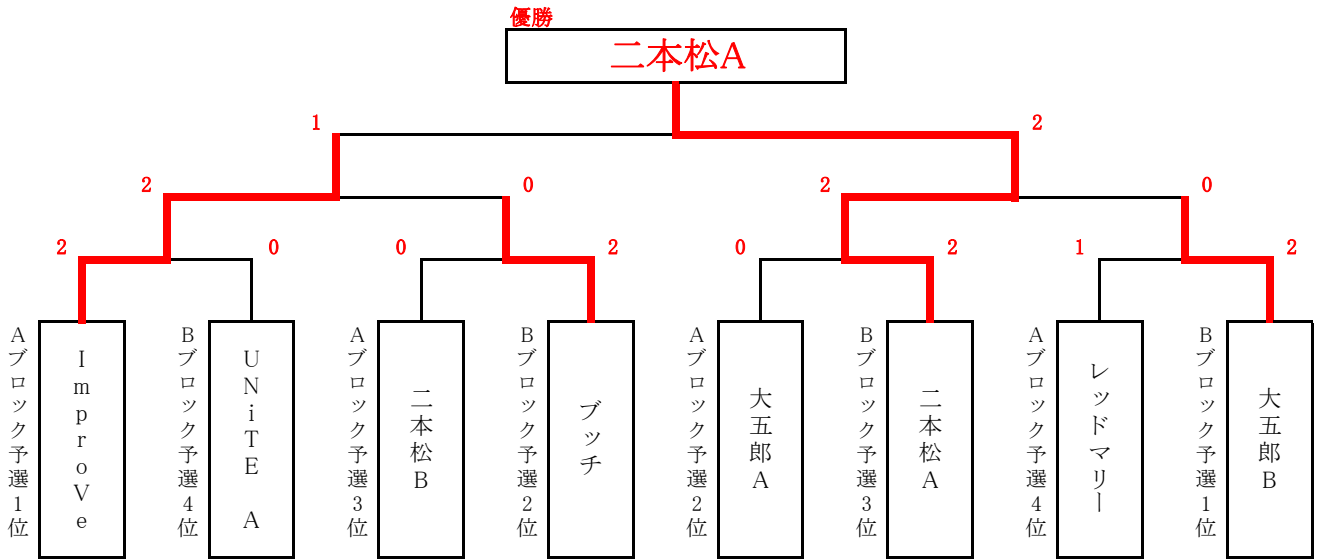 優勝
二本松A
1
2
2
0
2
0
2
0
0
2
0
2
1
2
Aブロック予選1位
ImproVe
Bブロック予選4位
UNiTE A
Aブロック予選3位
二本松B
Bブロック予選2位
ブッチ
Aブロック予選2位
大五郎A
Bブロック予選3位
二本松A
Aブロック予選4位
レッドマリー
Bブロック予選1位
大五郎B